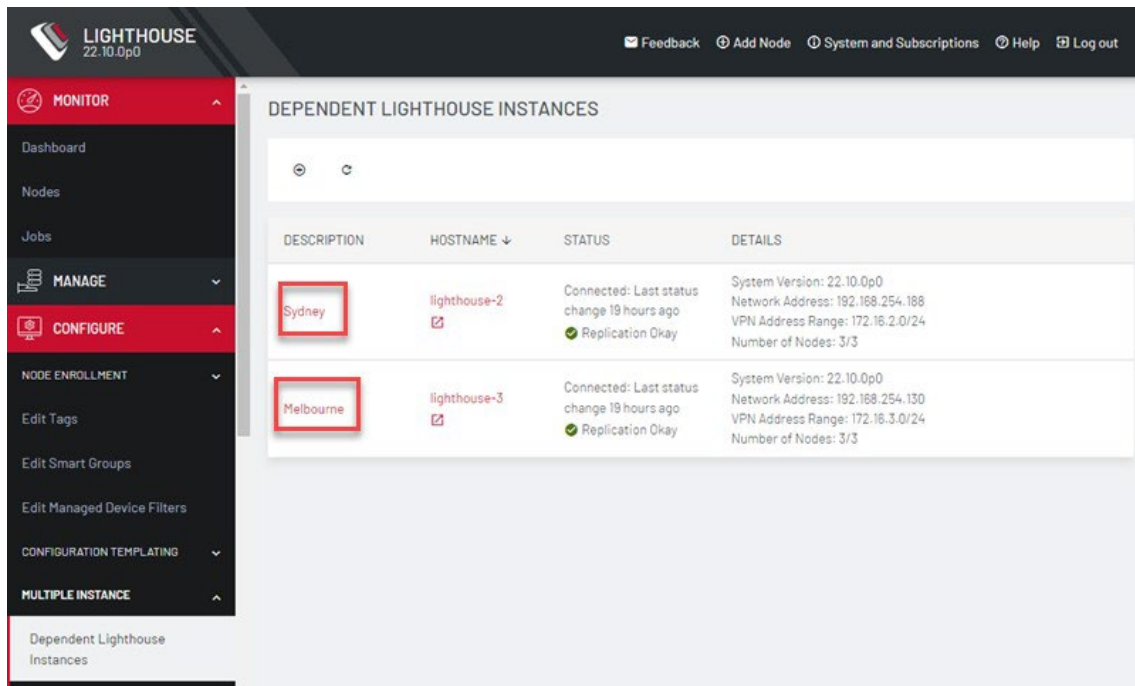 LIGHTHOUSE
22.10.0p0
Feedback
Add Node
System and Subscriptions
Help
Log out
MONITOR
Dashboard
Nodes
Jobs
MANAGE
CONFIGURE
NODE ENROLLMENT
Edit Tags
Edit Smart Groups
Edit Managed Device Filters
CONFIGURATION TEMPLATING
MULTIPLE INSTANCE
Dependent Lighthouse
Instances
DEPENDENT LIGHTHOUSE INSTANCES
DESCRIPTION
HOSTNAME
STATUS
DETAILS
Sydney
lighthouse-2
Connected: Last status
change 19 hours ago
Replication Okay
System Version: 22.10.0p0
Network Address: 192.168.254.188
VPN Address Range: 172.16.2.0/24
Number of Nodes: 3/3
Melbourne
lighthouse-3
Connected: Last status
change 19 hours ago
Replication Okay
System Version: 22.10.0p0
Network Address: 192.168.254.130
VPN Address Range: 172.16.3.0/24
Number of Nodes: 3/3